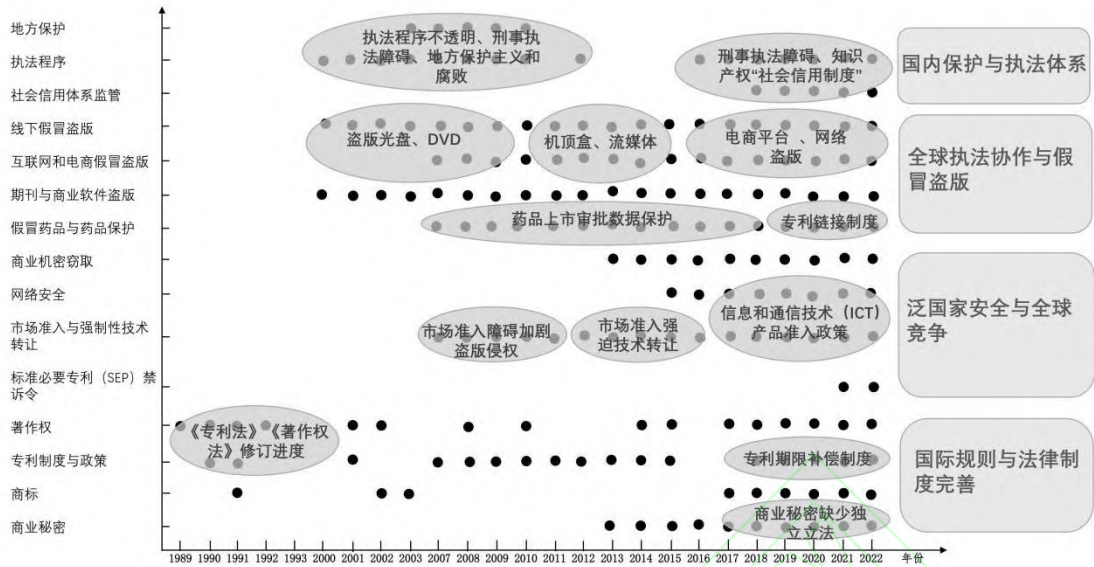 地方保护
执法程序
社会信用体系监管
线下假冒盗版
互联网和电商假冒盗版
期刊与商业软件盗版
假冒药品与药品保护
商业机密窃取
网络安全
市场准入与强制性技术
转让
标准必要专利（SEP）禁
诉令
著作权
专利制度与政策
商标
商业秘密
执法程序不透明、刑事执
法障碍、地方保护主义和
腐败
刑事执法障碍、知识
产权“社会信用制度”
盗版光盘、DVD
机顶盒、流媒体
电商平台 、网络
盗版
药品上市审批数据保护
专利链接制度
市场准入障碍加剧
盗版侵权
市场准入强
迫技术转让
信息和通信技术（ICT）
产品准入政策
《专利法》《著作权
法》修订进度
专利期限补偿制度
商业秘密缺少独
立立法
国内保护与执法体系
全球执法协作与假
冒盗版
泛国家安全与全球
竞争
国际规则与法律制
度完善
1989 1990 1991 1992 1993 2000 2001 2002 2003 2007 2008 2009 2010 2011 2012 2013 2014 2015 2016 2017 2018 2019 2020 2021 2022 年份